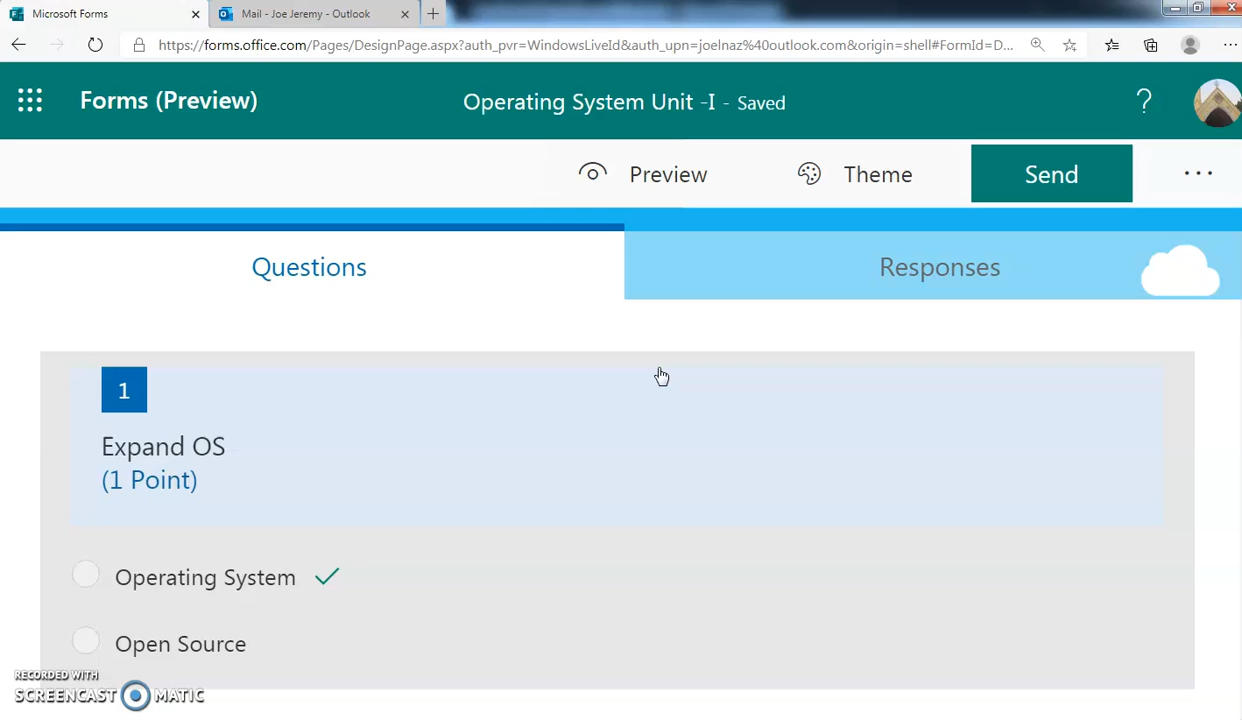 Microsoft Forms
Mail - Joe Jeremy - Outlook
https://forms.office.com/Pages/DesignPage.aspx?auth_pvr=WindowsLiveId&auth_upn=joelnaz%40outlook.com&origin=shell#FormId=D...
Forms (Preview)
Operating System Unit -I - Saved
?
Preview
Theme
Send
...
Questions
Responses
1
Expand OS
(1 Point)
Operating System
Open Source
RECORDED WITH
SCREENCAST MATIC